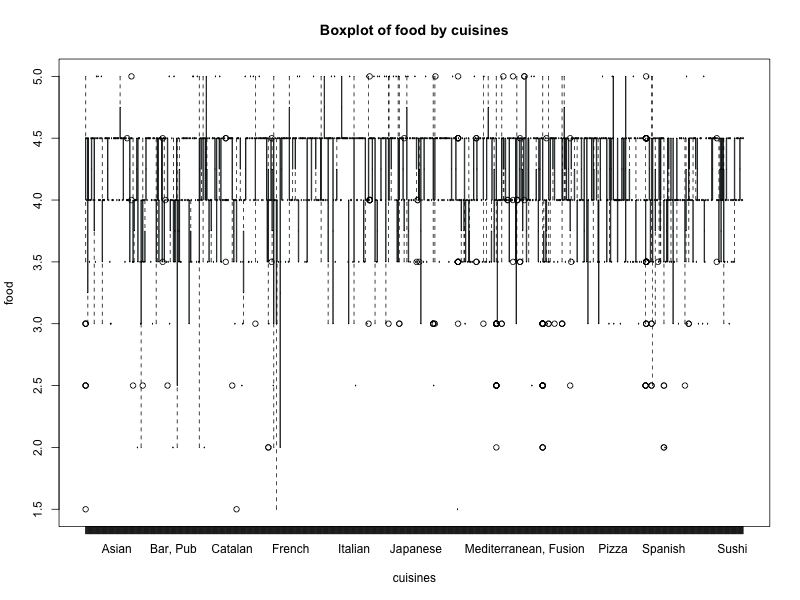 Boxplot of food by cuisines
food
5.0
4.5
4.0
3.5
3.0
2.5
2.0
1.5
Asian Bar, Pub Catalan French Italian Japanese Mediterranean, Fusion Pizza Spanish Sushi
cuisines